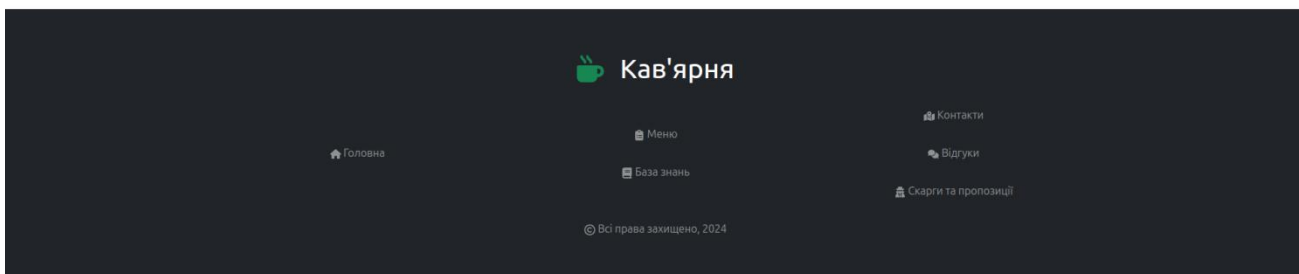 Кав'ярня
Головна
Меню
База знань
Контакти
Відгуки
Скарги та пропозиції
© Всі права захищено, 2024